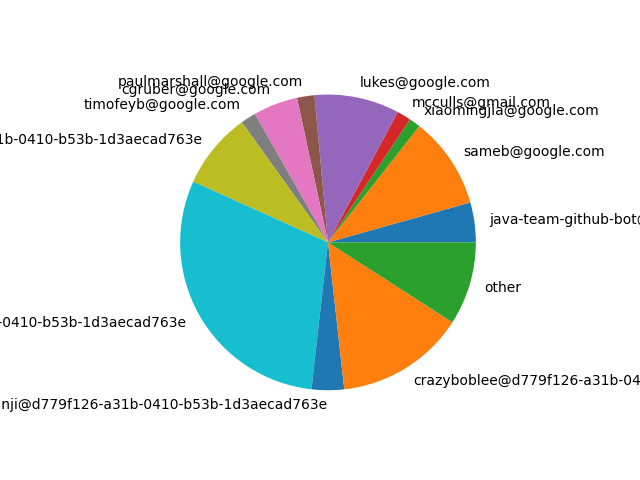 paulmarshall@google.com
lukes@google.com
cgruber@google.com
mcculls@gmail.com
timofeyb@google.com
xiaomingjia@google.com
1b-0410-b53b-1d3aecad763e
sameb@google.com
java-team-github-bot@
other
-0410-b53b-1d3aecad763e
crazyboblee@d779f126-a31b-04
nji@d779f126-a31b-0410-b53b-1d3aecad763e